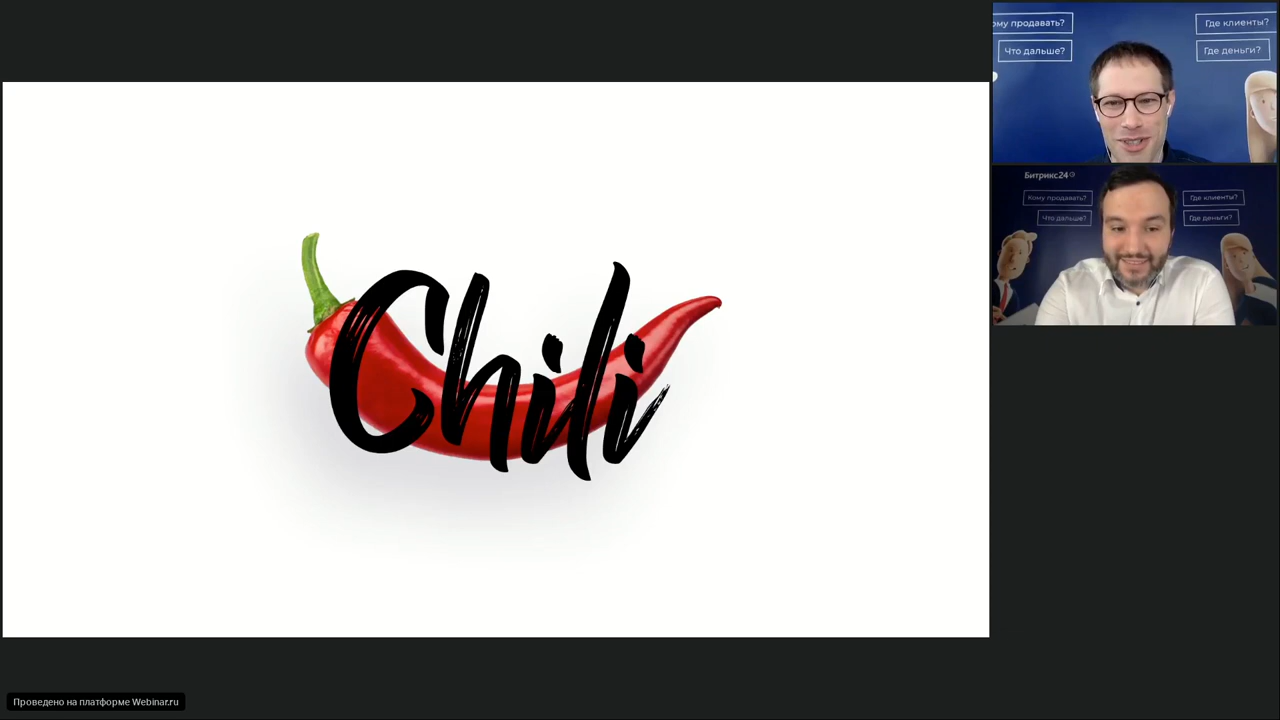 Chili
ому продавать?
Что дальше?
Где клиенты?
Где деньги?
Битрикс24
Кому продавать?
Что дальше?
Где клиенты?
Где деньги?
Проведено на платформе Webinar.ru